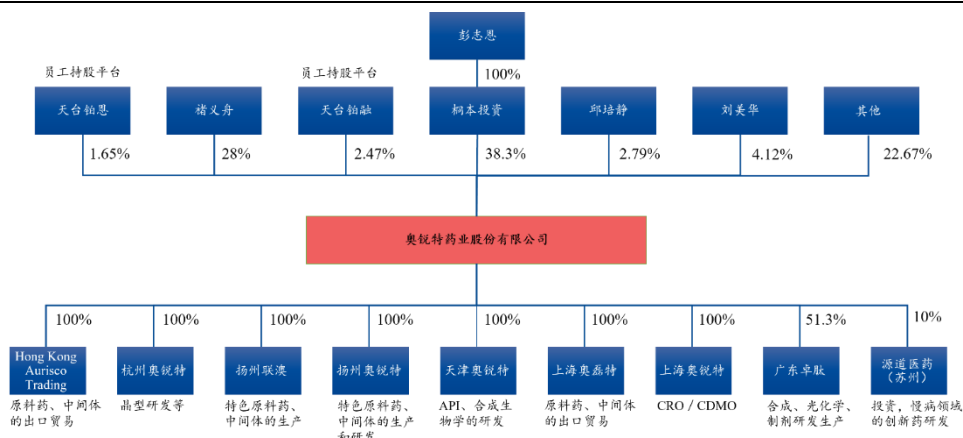 彭志恩
100%
员工持股平台
员工持股平台
天台铂恩
褚义舟
天台铂融
桐本投资
邱培静
刘美华
其他
1.65%
28%
2.47%
38.3%
2.79%
4.12%
22.67%
奥锐特药业股份有限公司
100%
100%
100%
100%
100%
100%
100%
51.3%
10%
Hong Kong
Aurisco
Trading
杭州奥锐特
扬州联澳
扬州奥锐特
天津奥锐特
上海奥磊特
上海奥锐特
广东卓肽
源道医药
（苏州）
原料药、中间体
的出口贸易
晶型研发等
特色原料药、
中间体的生产
特色原料药、
中间体的生产
和研发
API、合成生
物学的研发
原料药、中间体
的出口贸易
CRO / CDMO
合成、光化学、
制剂研发生产
投资，慢病领域
的创新药研发